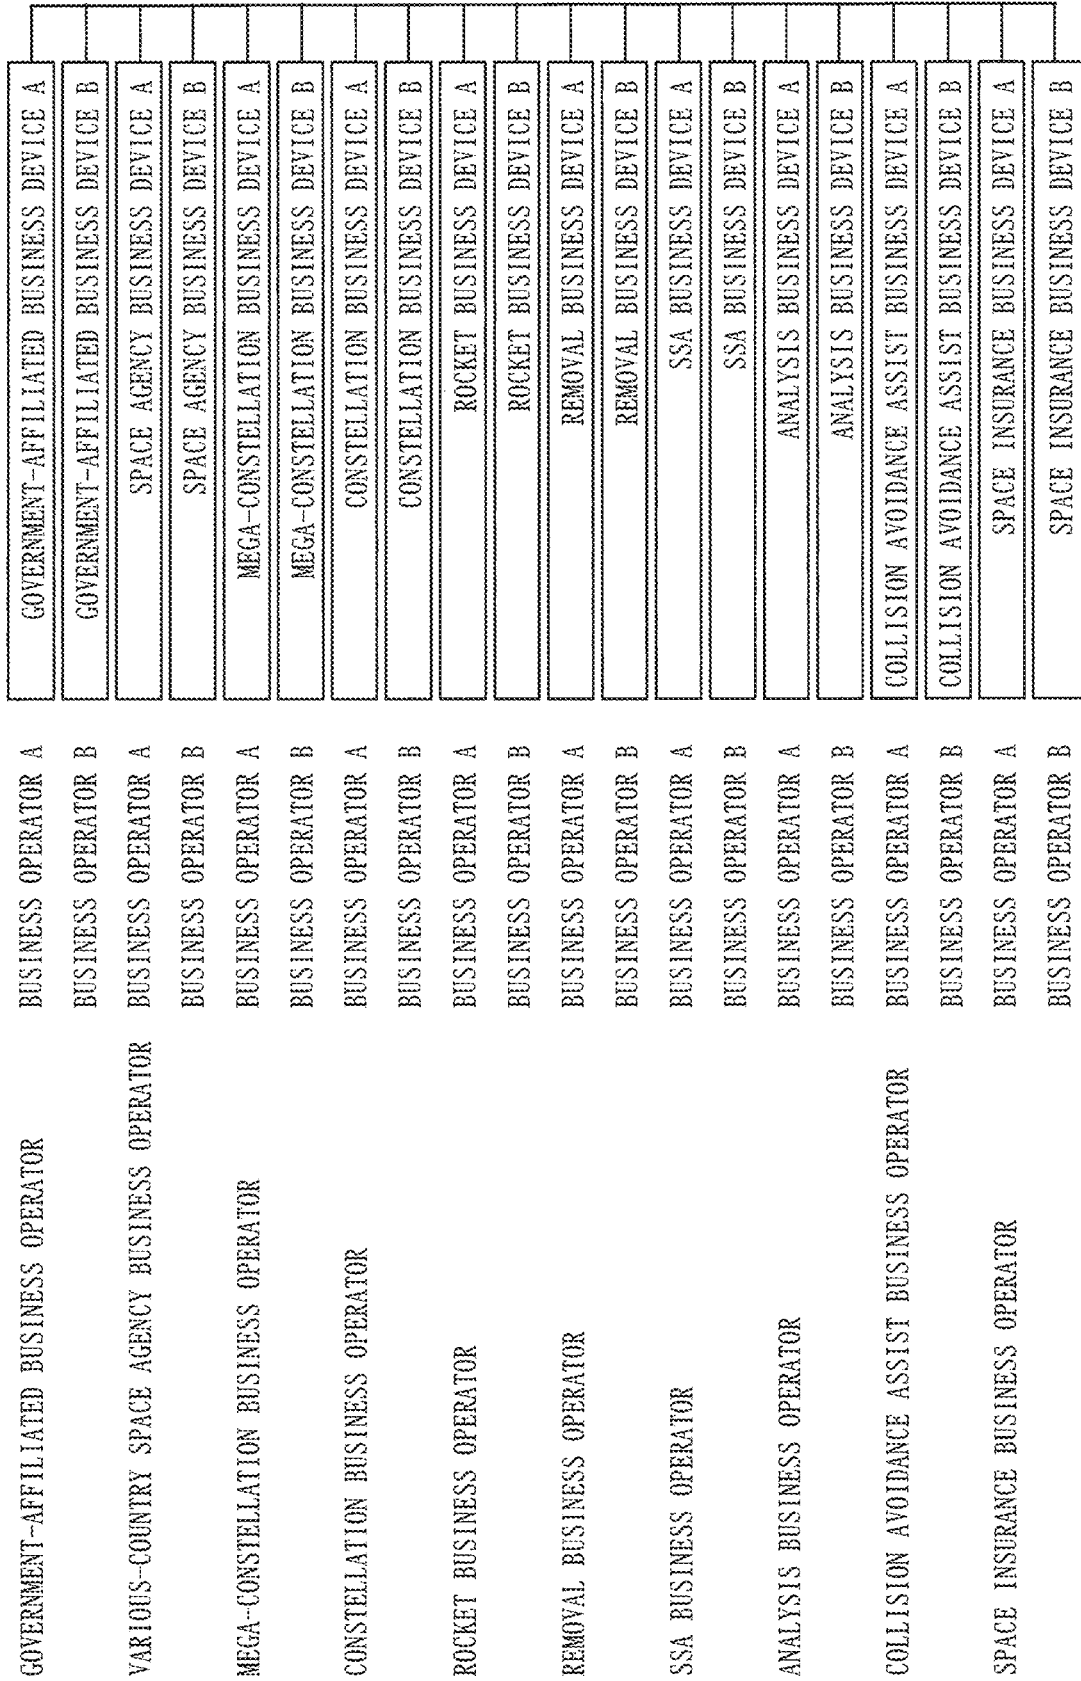 GOVERNMENT-AFFILIATED BUSINESS OPERATOR BUSINESS OPERATOR A GOVERNMENT-AFFILIATED BUSINESS DEVICE A
BUSINESS OPERATOR B GOVERNMENT-AFFILIATED BUSINESS DEVICE B
VARIOUS-COUNTRY SPACE AGENCY BUSINESS OPERATOR BUSINESS OPERATOR A SPACE AGENCY BUSINESS DEVICE A
BUSINESS OPERATOR B SPACE AGENCY BUSINESS DEVICE B
MEGA-CONSTELLATION BUSINESS OPERATOR BUSINESS OPERATOR A MEGA-CONSTELLATION BUSINESS DEVICE A
BUSINESS OPERATOR B MEGA-CONSTELLATION BUSINESS DEVICE B
CONSTELLATION BUSINESS OPERATOR BUSINESS OPERATOR A CONSTELLATION BUSINESS DEVICE A
BUSINESS OPERATOR B CONSTELLATION BUSINESS DEVICE B
ROCKET BUSINESS OPERATOR BUSINESS OPERATOR A ROCKET BUSINESS DEVICE A
BUSINESS OPERATOR B ROCKET BUSINESS DEVICE B
REMOVAL BUSINESS OPERATOR BUSINESS OPERATOR A REMOVAL BUSINESS DEVICE A
BUSINESS OPERATOR B REMOVAL BUSINESS DEVICE B
SSA BUSINESS OPERATOR BUSINESS OPERATOR A SSA BUSINESS DEVICE A
BUSINESS OPERATOR B SSA BUSINESS DEVICE B
ANALYSIS BUSINESS OPERATOR BUSINESS OPERATOR A ANALYSIS BUSINESS DEVICE A
BUSINESS OPERATOR B ANALYSIS BUSINESS DEVICE B
COLLISION AVOIDANCE ASSIST BUSINESS OPERATOR BUSINESS OPERATOR A COLLISION AVOIDANCE ASSIST BUSINESS DEVICE A
BUSINESS OPERATOR B COLLISION AVOIDANCE ASSIST BUSINESS DEVICE B
SPACE INSURANCE BUSINESS OPERATOR BUSINESS OPERATOR A SPACE INSURANCE BUSINESS DEVICE A
BUSINESS OPERATOR B SPACE INSURANCE BUSINESS DEVICE B